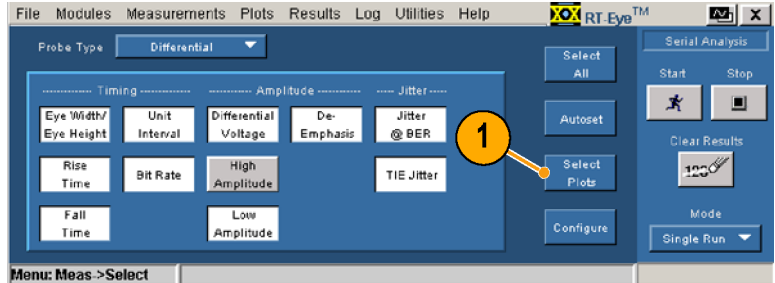 File Modules Measurements Plots Results Log Utilities Help RT-Eye™ X
Probe Type Differential
Timing Amplitude Jitter
Eye Width/
Eye Height
Unit
Interval
Differential
Voltage
De-
Emphasis
Jitter
@ BER
Rise
Time
Bit Rate
High
Amplitude
TIE Jitter
Fall
Time
Low
Amplitude
Select
All
Autoset
1
Select
Plots
Configure
Serial Analysis
Start Stop
Clear Results
123
Mode
Single Run
Menu: Meas->Select